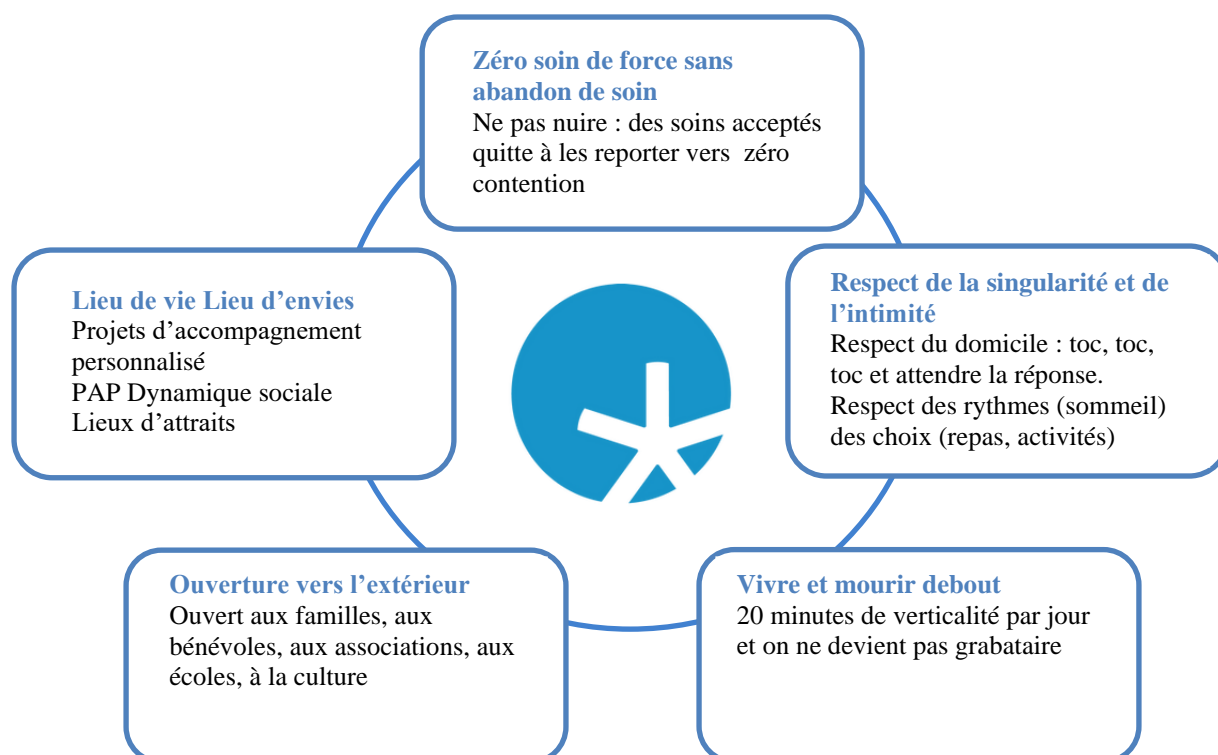 Zéro soin de force sans
abandon de soin
Ne pas nuire : des soins acceptés
quitte à les reporter vers zéro
contention
Respect de la singularité et de
l’intimité
Respect du domicile : toc, toc,
toc et attendre la réponse.
Respect des rythmes (sommeil)
des choix (repas, activités)
Vivre et mourir debout
20 minutes de verticalité par jour
et on ne devient pas grabataire
Ouverture vers l’extérieur
Ouvert aux familles, aux
bénévoles, aux associations, aux
écoles, à la culture
Lieu de vie Lieu d’envies
Projets d’accompagnement
personnalisé
PAP Dynamique sociale
Lieux d’attraits